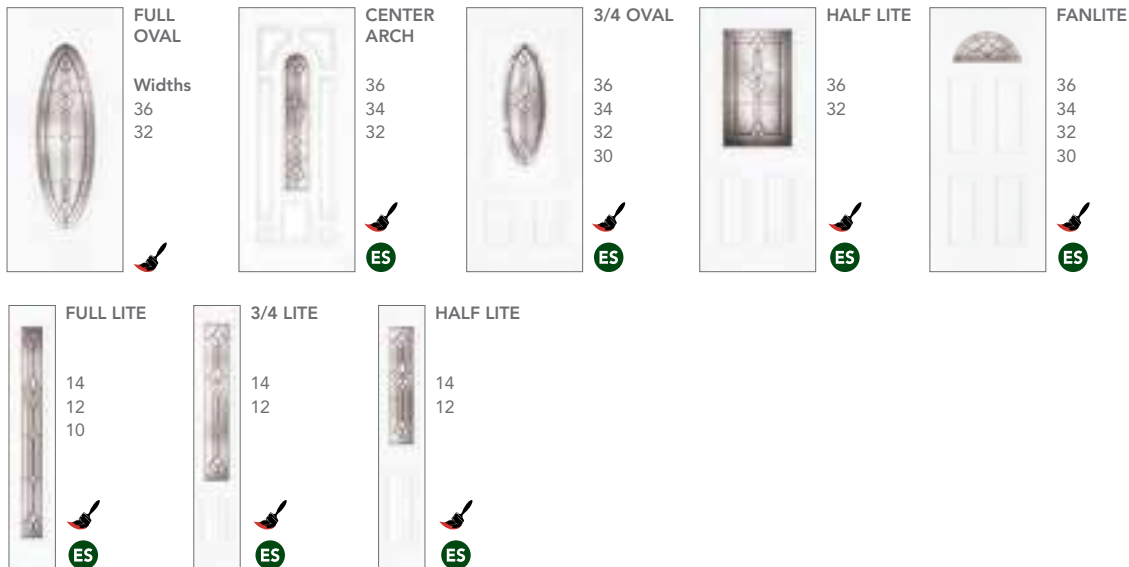 FULL
OVAL
Widths
36
32
CENTER
ARCH
36
34
32
ES
3/4 OVAL
36
34
32
30
ES
HALF LITE
36
32
ES
FANLITE
36
34
32
30
ES
FULL LITE
14
12
10
ES
3/4 LITE
14
12
ES
HALF LITE
14
12
ES